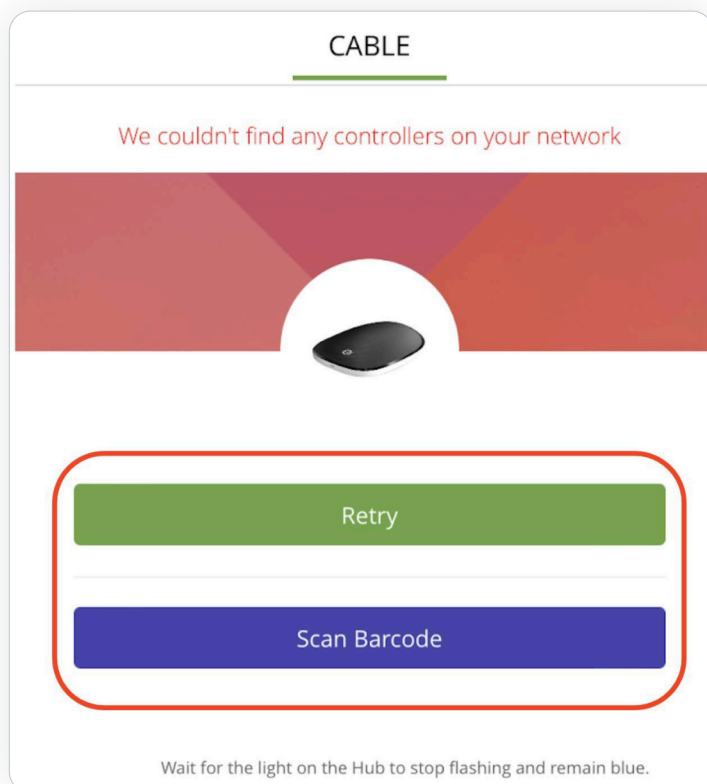 CABLE
We couldn't find any controllers on your network
Retry
Scan Barcode
Wait for the light on the Hub to stop flashing and remain blue.